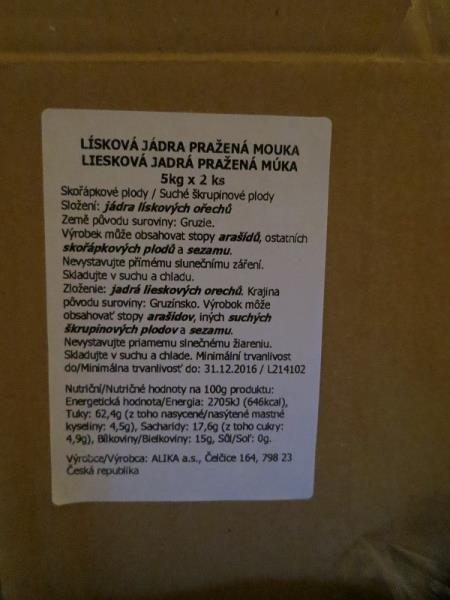 LÍSKOVÁ JÁDRA PRAŽENÁ MOUKA
LIESKOVÁ JADRÁ PRAŽENÁ MÚKA
5kg x 2 ks
Skořápkové plody / Suché škrupinové plody
Složení: jádra lískových ořechů
Země původu suroviny: Gruzie.
Výrobek může obsahovat stopy arašídů, ostatních
skořápkových plodů a sezamu.
Nevystavujte přímému slunečnímu záření.
Skladujte v suchu a chladu.
Zloženie: jadrá lieskových orechů. Krajina
pôvodu suroviny: Gruzínsko. Výrobok môže
obsahovať stopy arašidov, iných suchých
škrupinových plodov a sezamu.
Nevystavujte priamemu slnečnému žiareniu.
Skladujte v suchu a chlade. Minimální trvanlivost
do/Minimálna trvanlivosť do: 31.12.2016 / L214102
Nutriční/Nutričné hodnoty na 100g produktu:
Energetická hodnota/Energia: 2705kJ (646kcal),
Tuky: 62,4g (z toho nasycené/nasýtené mastné
kyseliny: 4,5g), Sacharidy: 17,6g (z toho cukry:
4,9g), Bílkoviny/Bielkoviny: 15g, Sůl/Soľ: 0g.
Výrobce/Výrobca: ALIKA a.s., Čelčice 164, 798 23
Česká republika